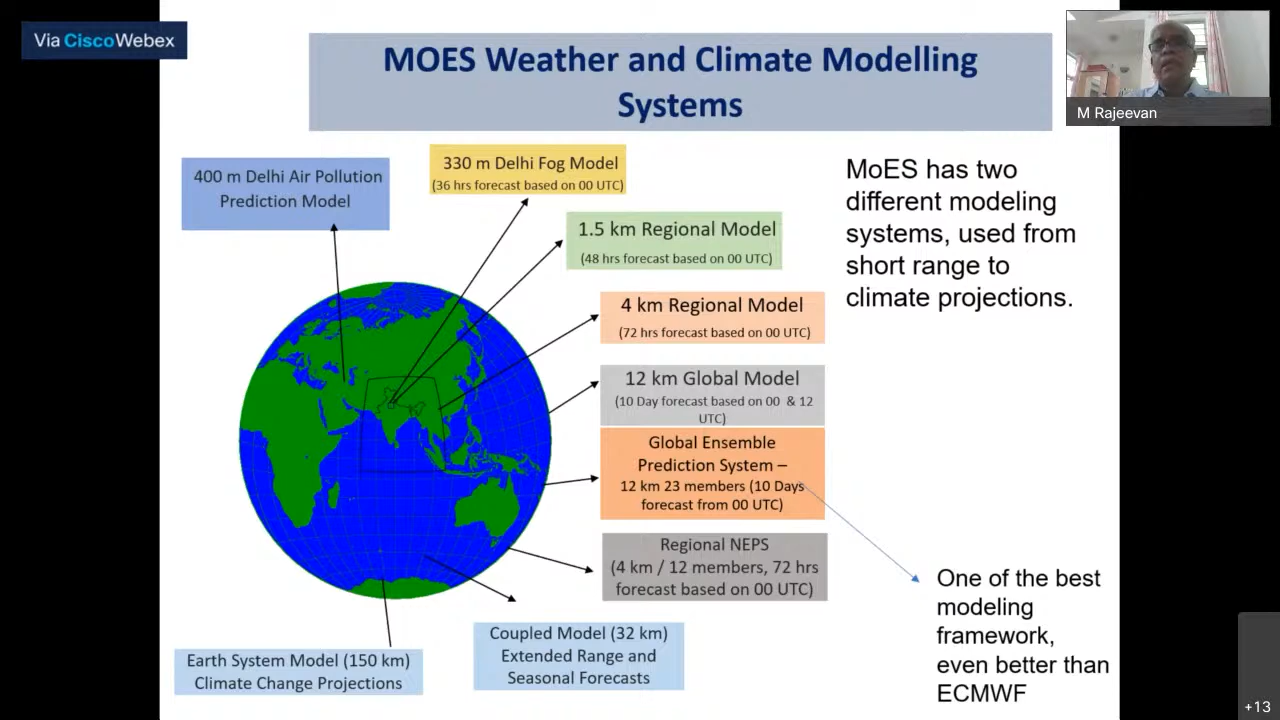 Via CiscoWebex
MOES Weather and Climate Modelling
Systems
M Rajeevan
400 m Delhi Air Pollution
Prediction Model
330 m Delhi Fog Model
(36 hrs forecast based on 00 UTC)
1.5 km Regional Model
(48 hrs forecast based on 00 UTC)
4 km Regional Model
(72 hrs forecast based on 00 UTC)
12 km Global Model
(10 Day forecast based on 00 & 12
UTC)
Global Ensemble
Prediction System –
12 km 23 members (10 Days
forecast from 00 UTC)
Regional NEPS
(4 km / 12 members, 72 hrs
forecast based on 00 UTC)
Coupled Model (32 km)
Extended Range and
Seasonal Forecasts
Earth System Model (150 km)
Climate Change Projections
MoES has two
different modeling
systems, used from
short range to
climate projections.
One of the best
modeling
framework,
even better than
ECMWF
+13